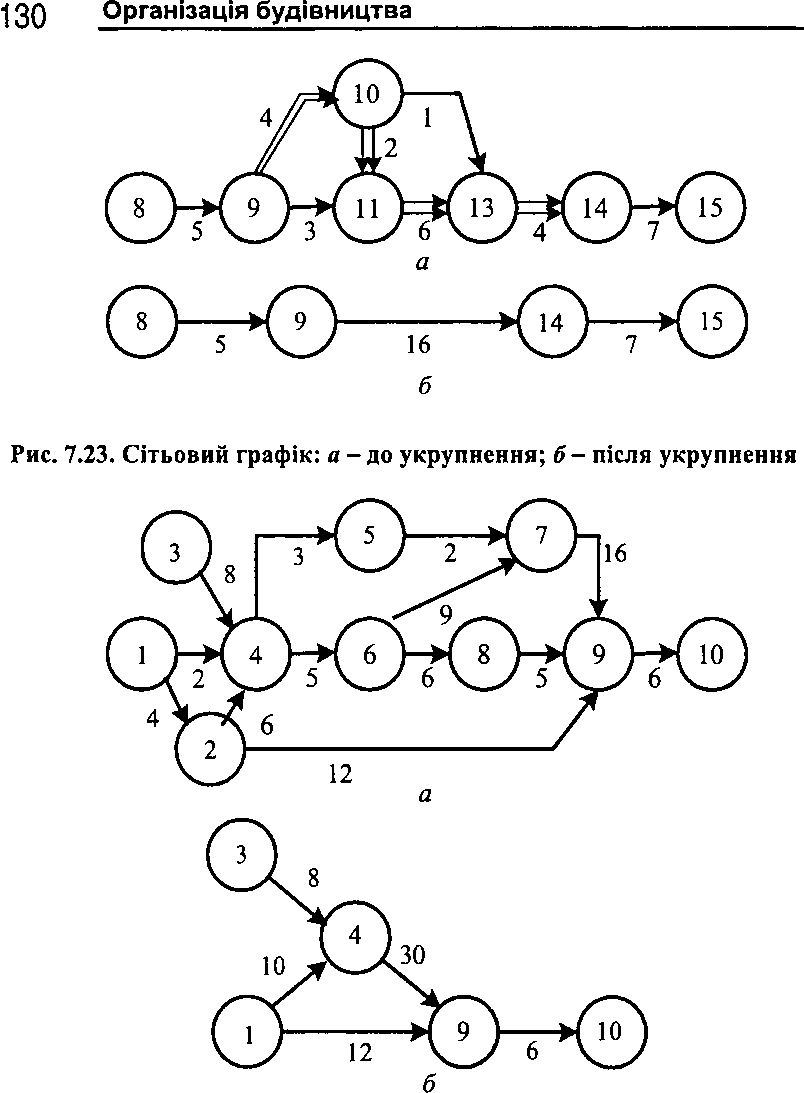 130 Організація будівництва
10
4 1
2
8 9 11 13 14 15
5 3 6 4 7
а
8 9 14 15
5 16 7
б
Рис. 7.23. Сітьовий графік: а – до укрупнення; б – після укрупнення
5 7
3 3 2 16
8
9
1 4 6 8 9 10
2 5 6 5 6
4 6
2
12
а
3
8
4
10 30
1 9 10
12 6
б